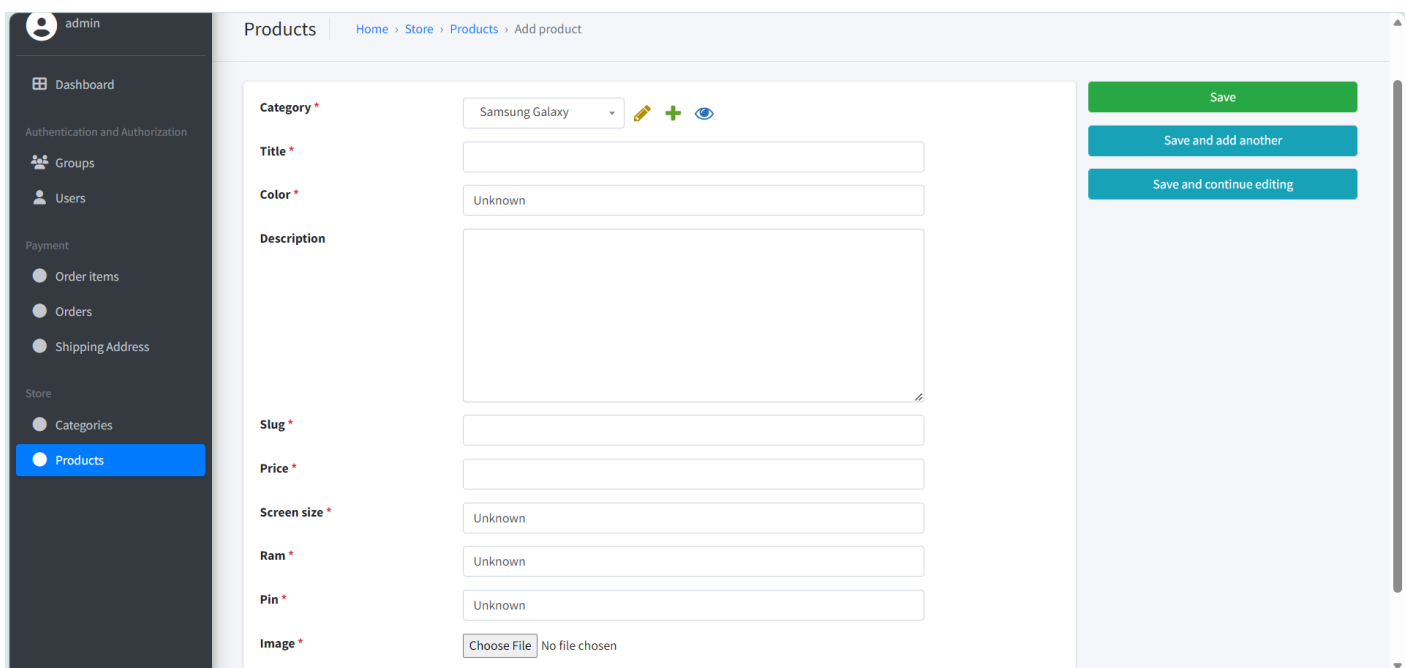 admin
Products
Home › Store › Products › Add product
Dashboard
Authentication and Authorization
Groups
Users
Payment
Order items
Orders
Shipping Address
Store
Categories
Products
Category *
Samsung Galaxy
Title *
Color *
Unknown
Description
Slug *
Price *
Screen size *
Unknown
Ram *
Unknown
Pin *
Unknown
Image *
Choose File No file chosen
Save
Save and add another
Save and continue editing